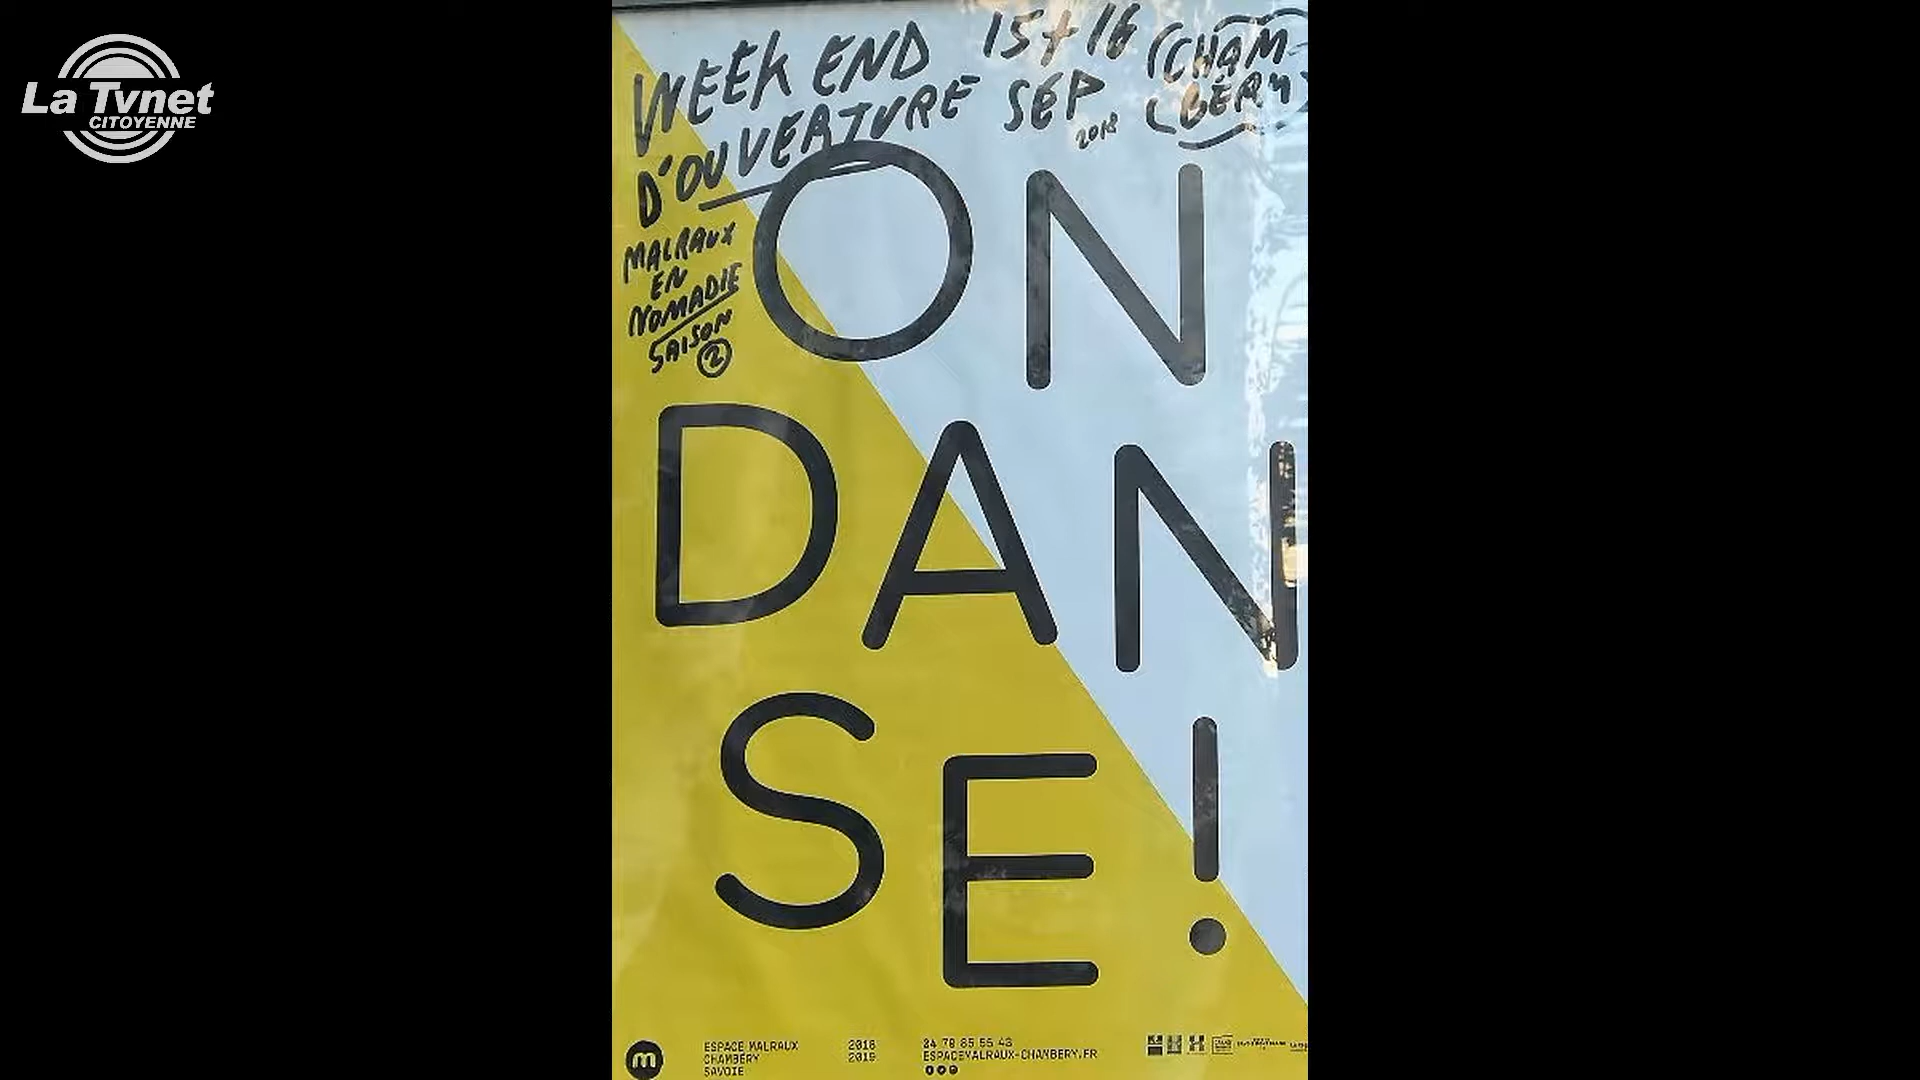 La Tvnet
CITOYENNE
WEEK END
D'OUVERTURE
15+16
SEP
2018
CHAM-
BÉRY
MALRAUX
EN
NOMADIE
SAISON
2
ON
DAN
SE!
m
ESPACE MALRAUX
CHAMBÉRY
SAVOIE
2018
2019
04 79 85 55 43
ESPACEMALRAUX-CHAMBERY.FR